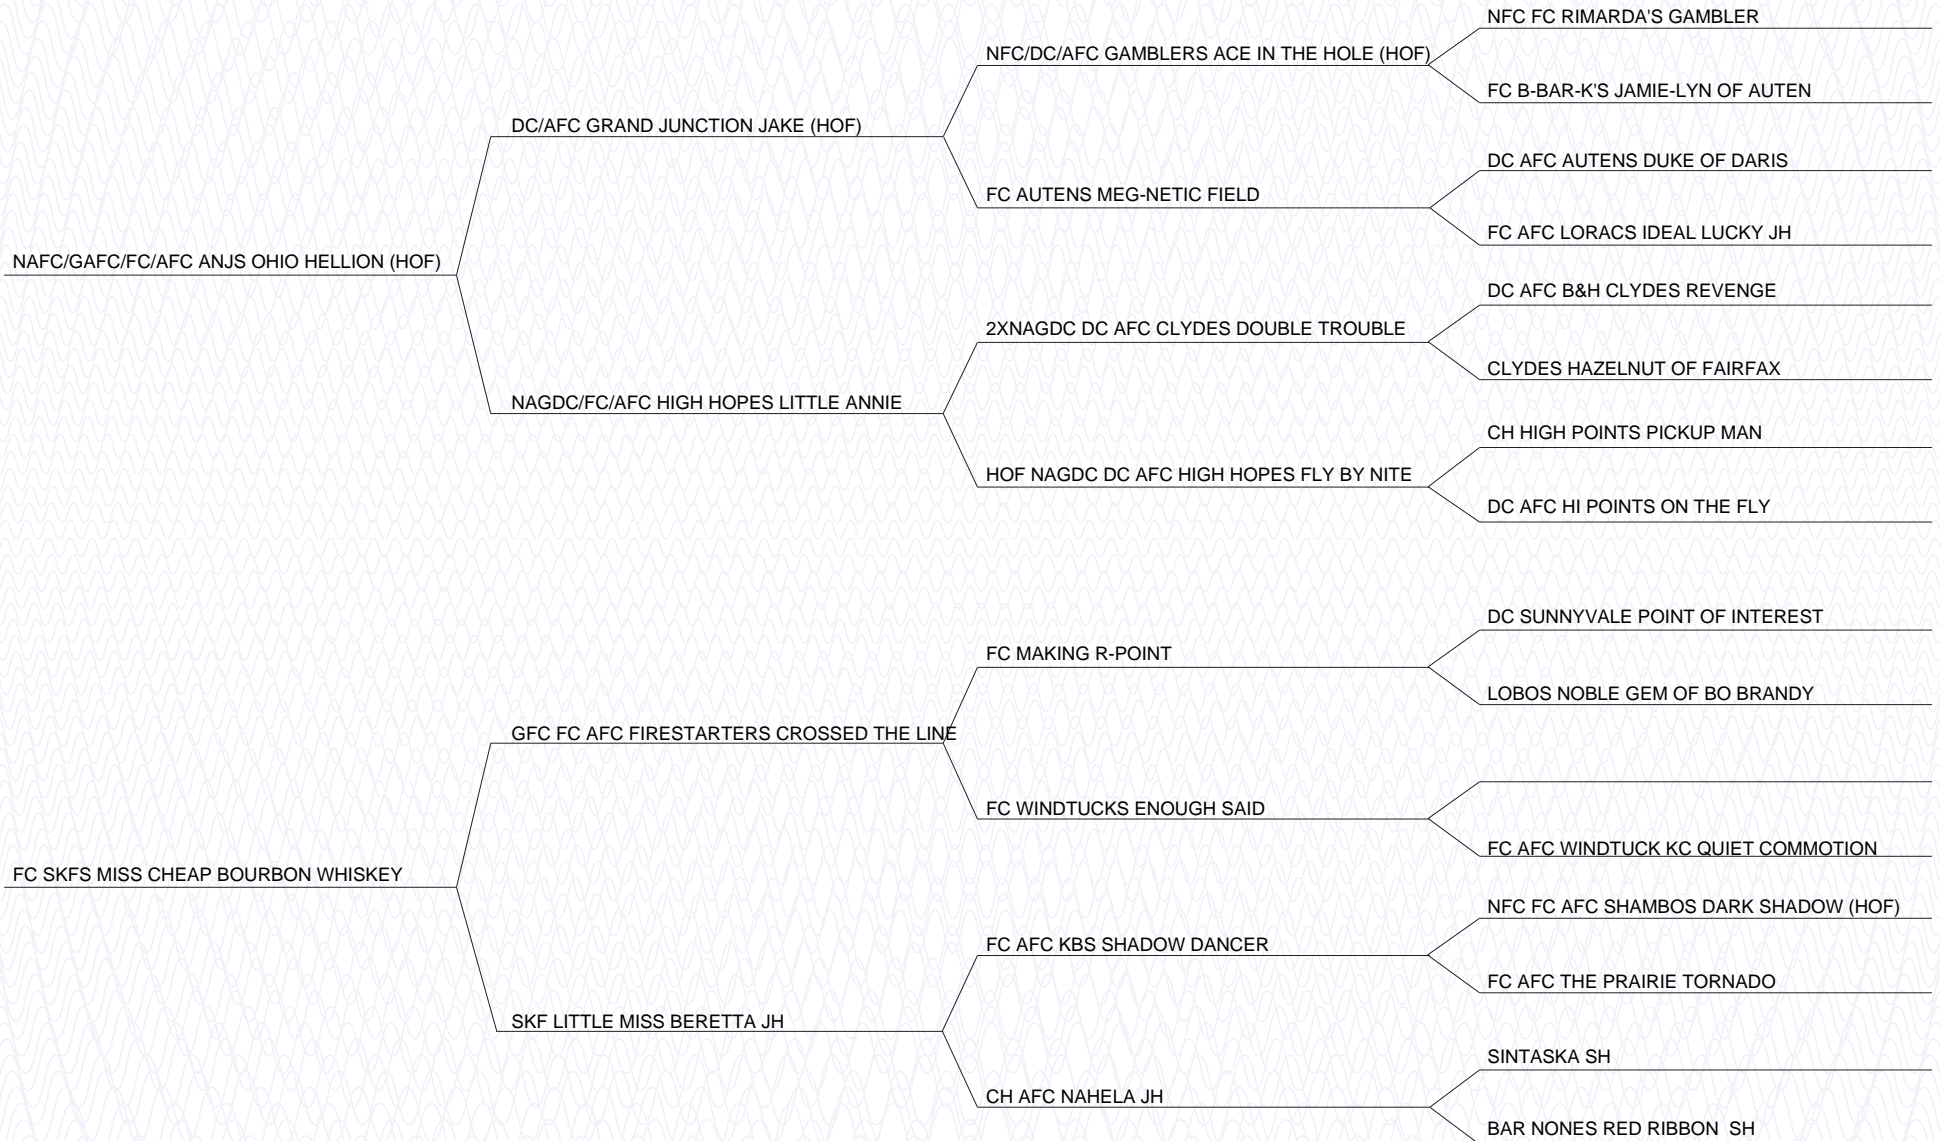 NFC FC RIMARDA'S GAMBLER
NFC/DC/AFC GAMBLERS ACE IN THE HOLE (HOF)
FC B-BAR-K'S JAMIE-LYN OF AUTEN
DC/AFC GRAND JUNCTION JAKE (HOF)
DC AFC AUTENS DUKE OF DARIS
FC AUTENS MEG-NETIC FIELD
FC AFC LORACS IDEAL LUCKY JH
NAFC/GAFC/FC/AFC ANJS OHIO HELLION (HOF)
DC AFC B&H CLYDES REVENGE
2XNAGDC DC AFC CLYDES DOUBLE TROUBLE
CLYDES HAZELNUT OF FAIRFAX
NAGDC/FC/AFC HIGH HOPES LITTLE ANNIE
CH HIGH POINTS PICKUP MAN
HOF NAGDC DC AFC HIGH HOPES FLY BY NITE
DC AFC HI POINTS ON THE FLY
DC SUNNYVALE POINT OF INTEREST
FC MAKING R-POINT
LOBOS NOBLE GEM OF BO BRANDY
GFC FC AFC FIRESTARTERS CROSSED THE LINE
FC WINDTUCKS ENOUGH SAID
FC AFC WINDTUCK KC QUIET COMMOTION
FC SKFS MISS CHEAP BOURBON WHISKEY
NFC FC AFC SHAMBOS DARK SHADOW (HOF)
FC AFC KBS SHADOW DANCER
FC AFC THE PRAIRIE TORNADO
SKF LITTLE MISS BERETTA JH
SINTASKA SH
CH AFC NAHELA JH
BAR NONES RED RIBBON  SH